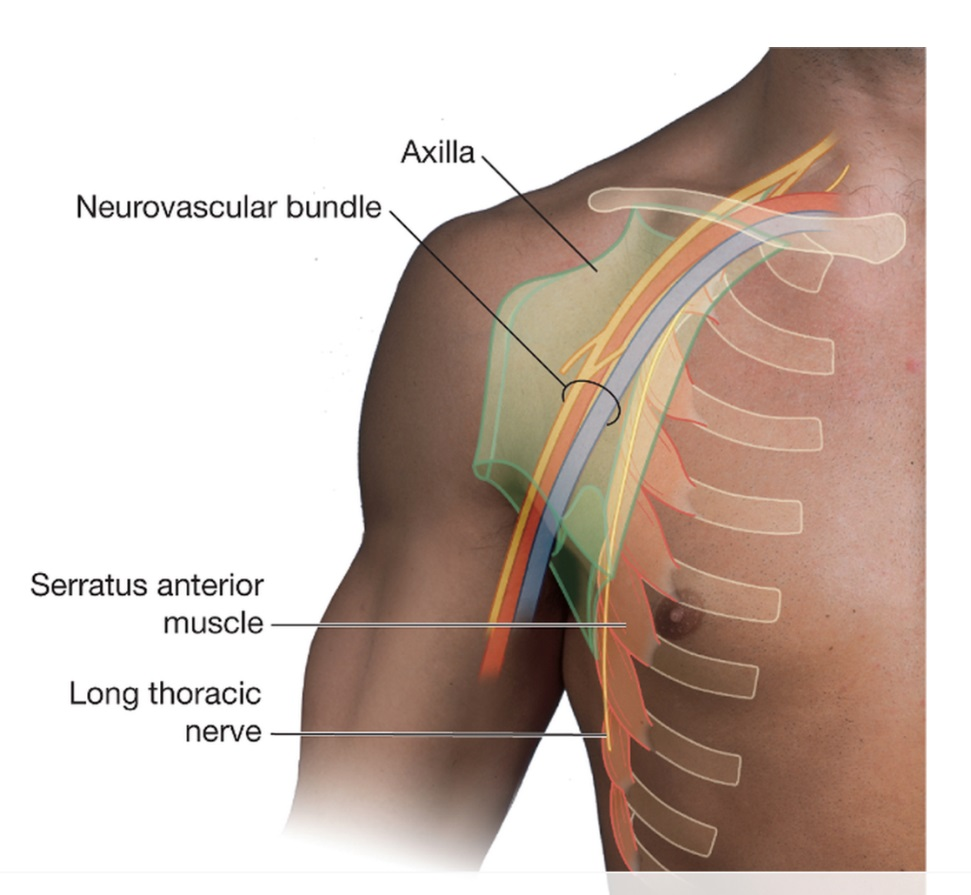 Axilla
Neurovascular bundle
Serratus anterior
muscle
Long thoracic
nerve